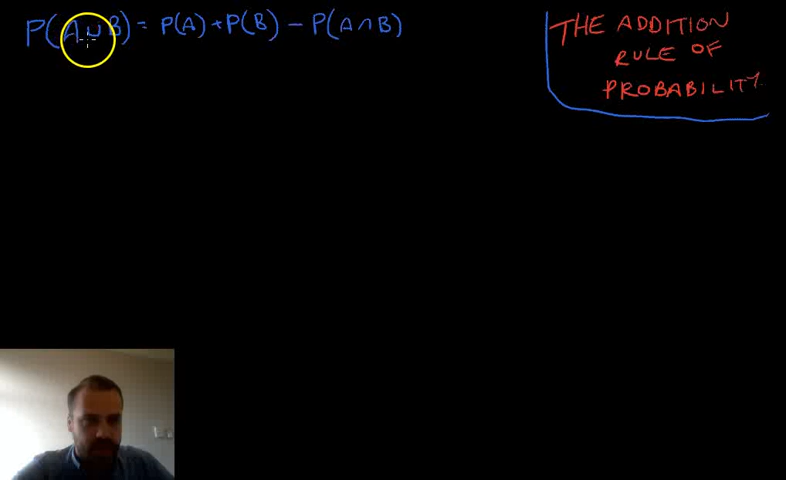 P(A∪B) = P(A) + P(B) - P(A∩B)
THE ADDITION
RULE OF
PROBABILITY